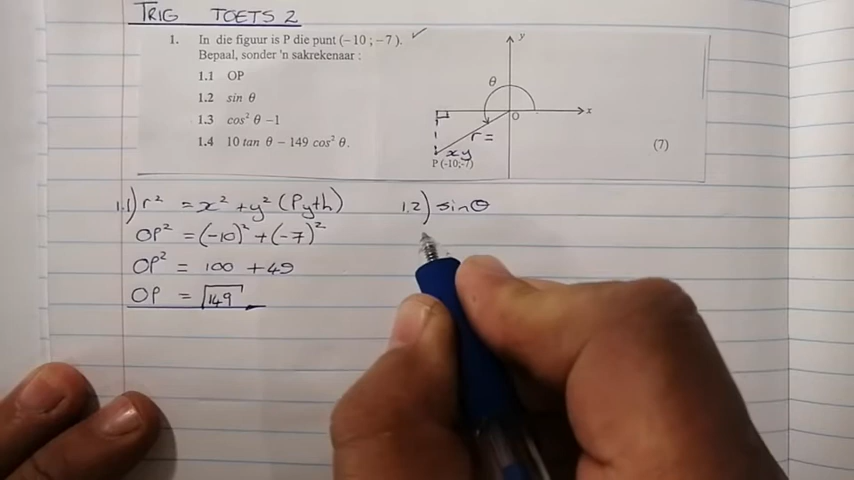 TRIG TOETS 2
1. In die figuur is P die punt (−10 ; −7). ✓
Bepaal, sonder 'n sakrekenaar :
1.1 OP
1.2 sin θ
1.3 cos² θ −1
1.4 10 tan θ − 149 cos² θ.
y
θ
x
O
r =
x y
P (-10;-7)
(7)
1.1) r² = x² + y² (Pyth)
OP² = (-10)² + (-7)²
OP² = 100 + 49
OP = √149
1.2) sinθ